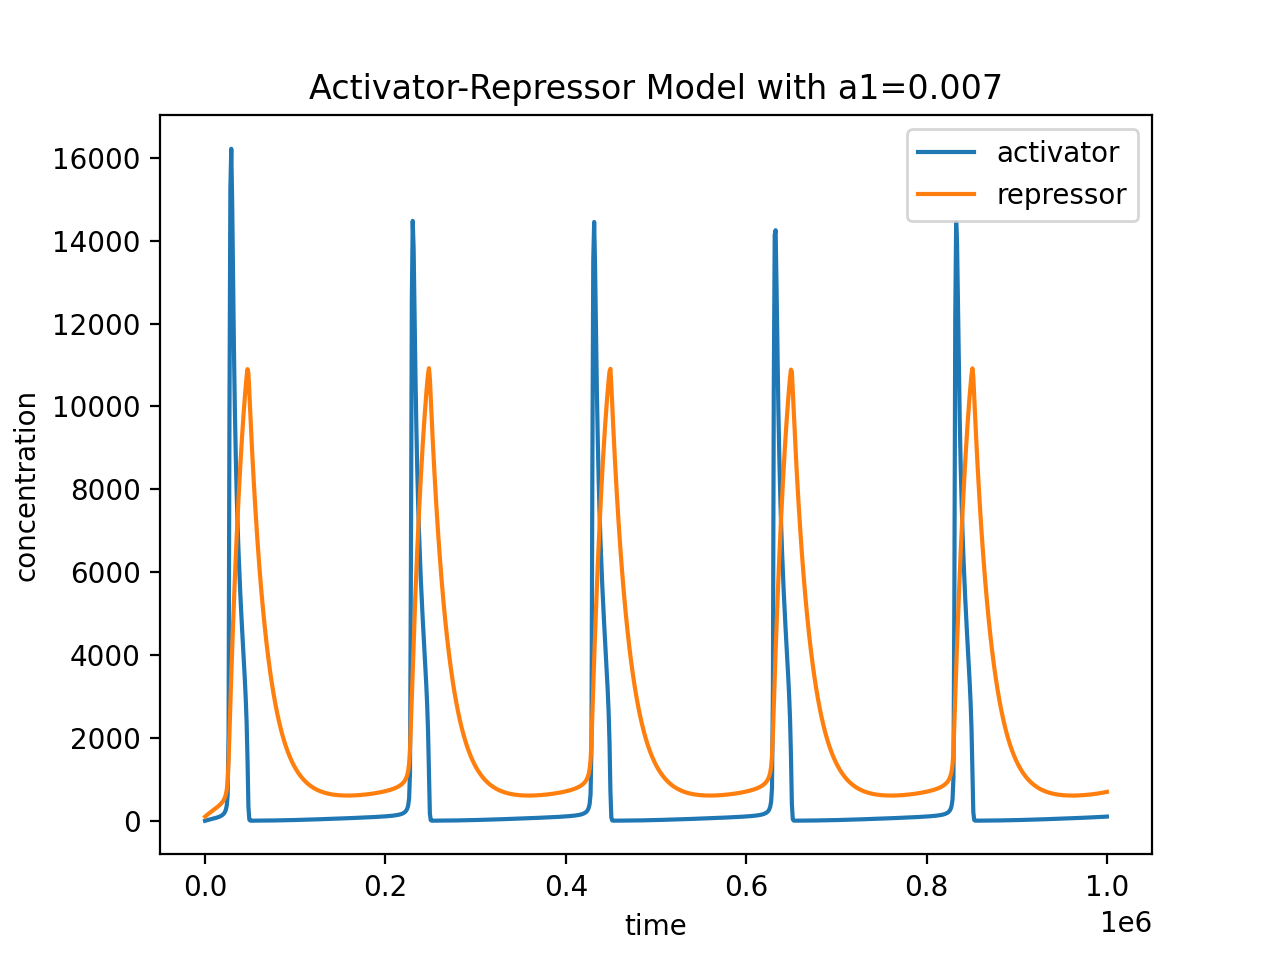 Activator-Repressor Model with a1=0.007
activator
repressor
16000
14000
12000
10000
8000
6000
4000
2000
0
concentration
0.0 0.2 0.4 0.6 0.8 1.0
1e6
time